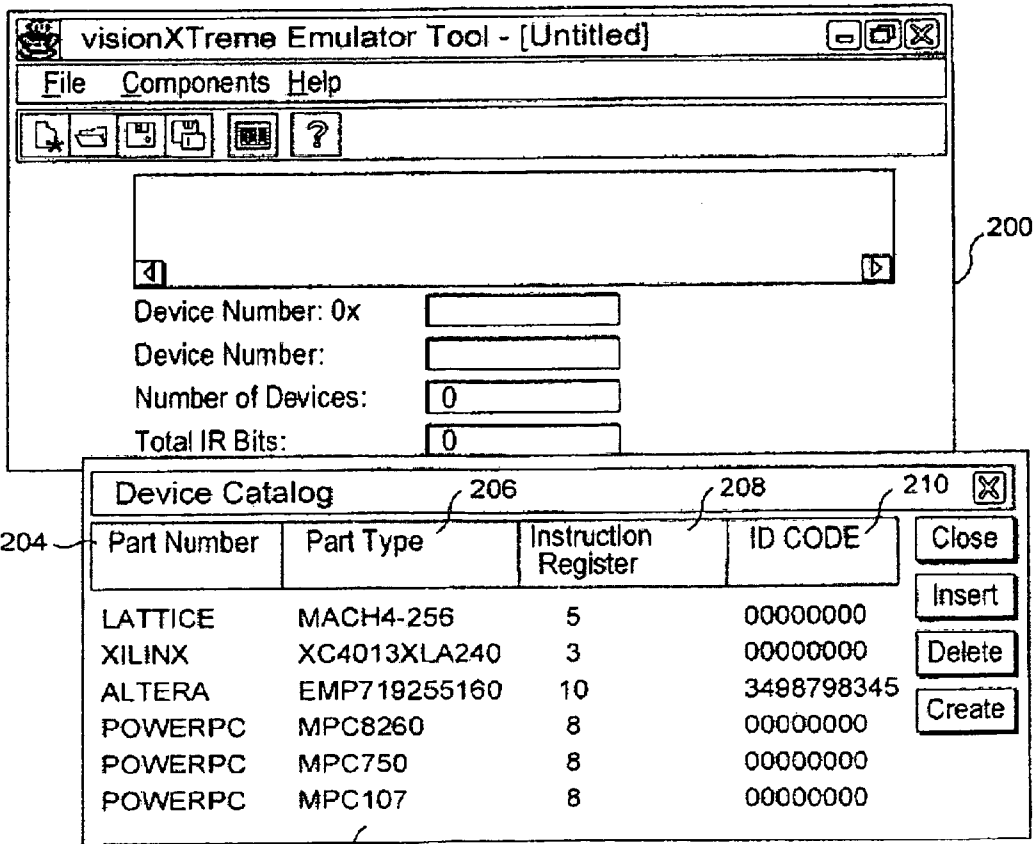 visionXTreme Emulator Tool - [Untitled]
File Components Help
?
200
Device Number: 0x
Device Number:
Number of Devices: 0
Total IR Bits: 0
Device Catalog 206 208 210
204 Part Number Part Type Instruction Register ID CODE Close
Insert
LATTICE MACH4-256 5 00000000
XILINX XC4013XLA240 3 00000000 Delete
ALTERA EMP719255160 10 3498798345
Create
POWERPC MPC8260 8 00000000
POWERPC MPC750 8 00000000
POWERPC MPC107 8 00000000